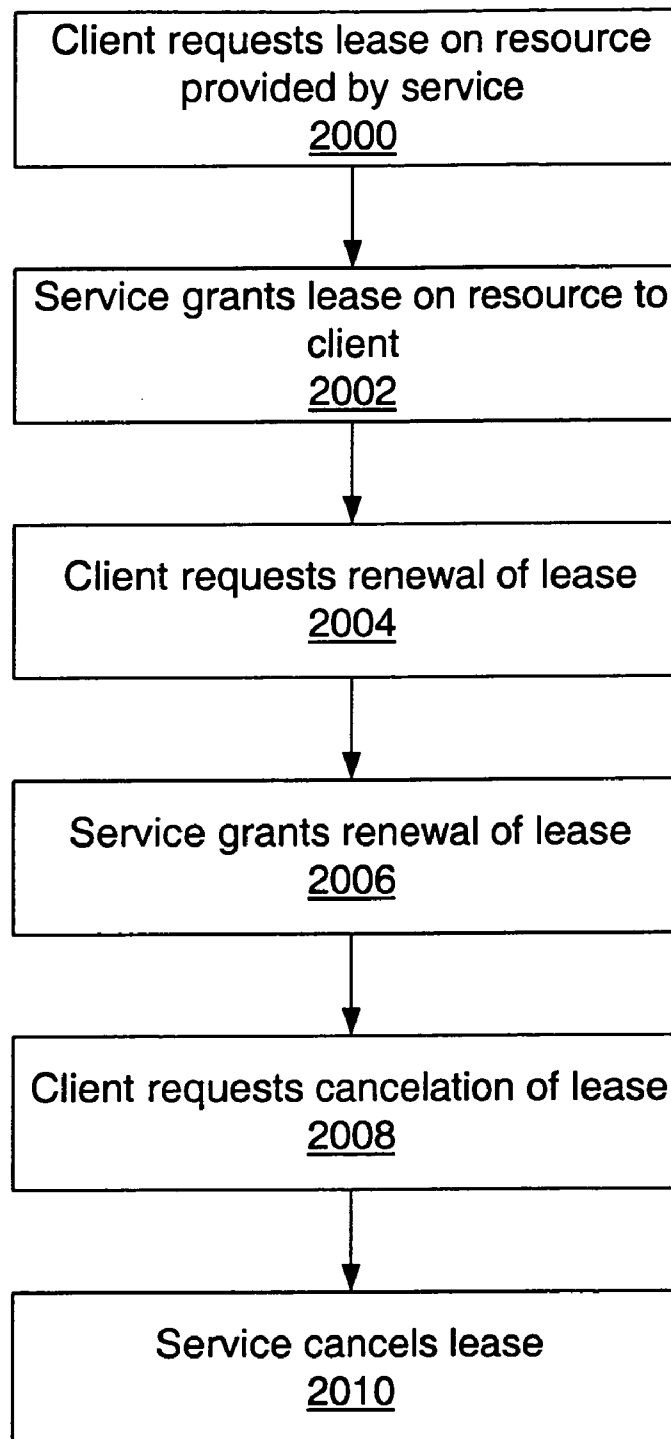 Client requests lease on resource
provided by service
2000
Service grants lease on resource to
client
2002
Client requests renewal of lease
2004
Service grants renewal of lease
2006
Client requests cancelation of lease
2008
Service cancels lease
2010